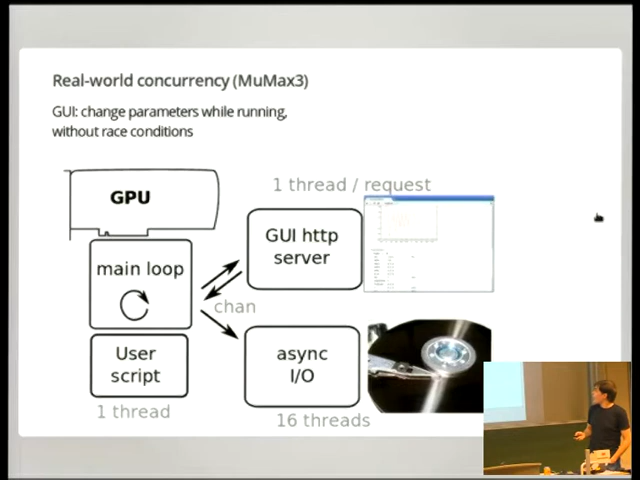 Real-world concurrency (MuMax3)
GUI: change parameters while running,
without race conditions
1 thread / request
GPU
GUI http
server
main loop
chan
User
script
async
I/O
1 thread
16 threads